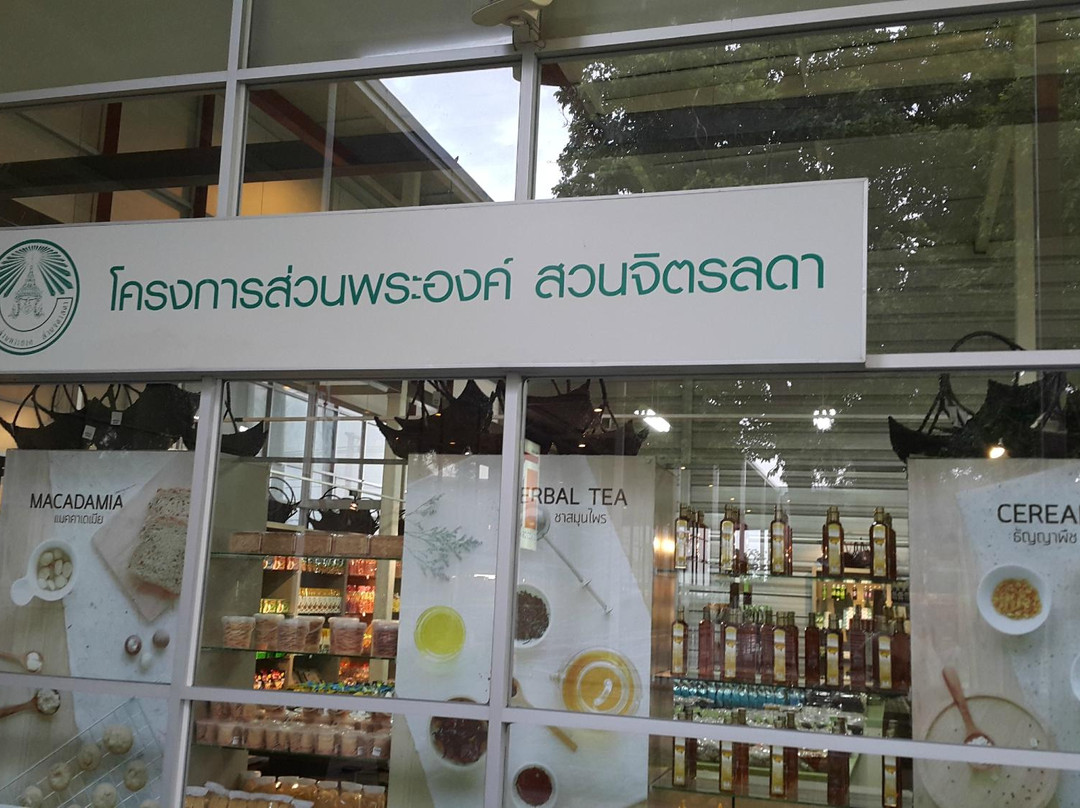 โครงการส่วนพระองค์ สวนจิตรลดา
MACADAMIA
แมคคาเดเมีย
ERBAL TEA
ชาสมุนไพร
CEREA
ธัญญาพืช